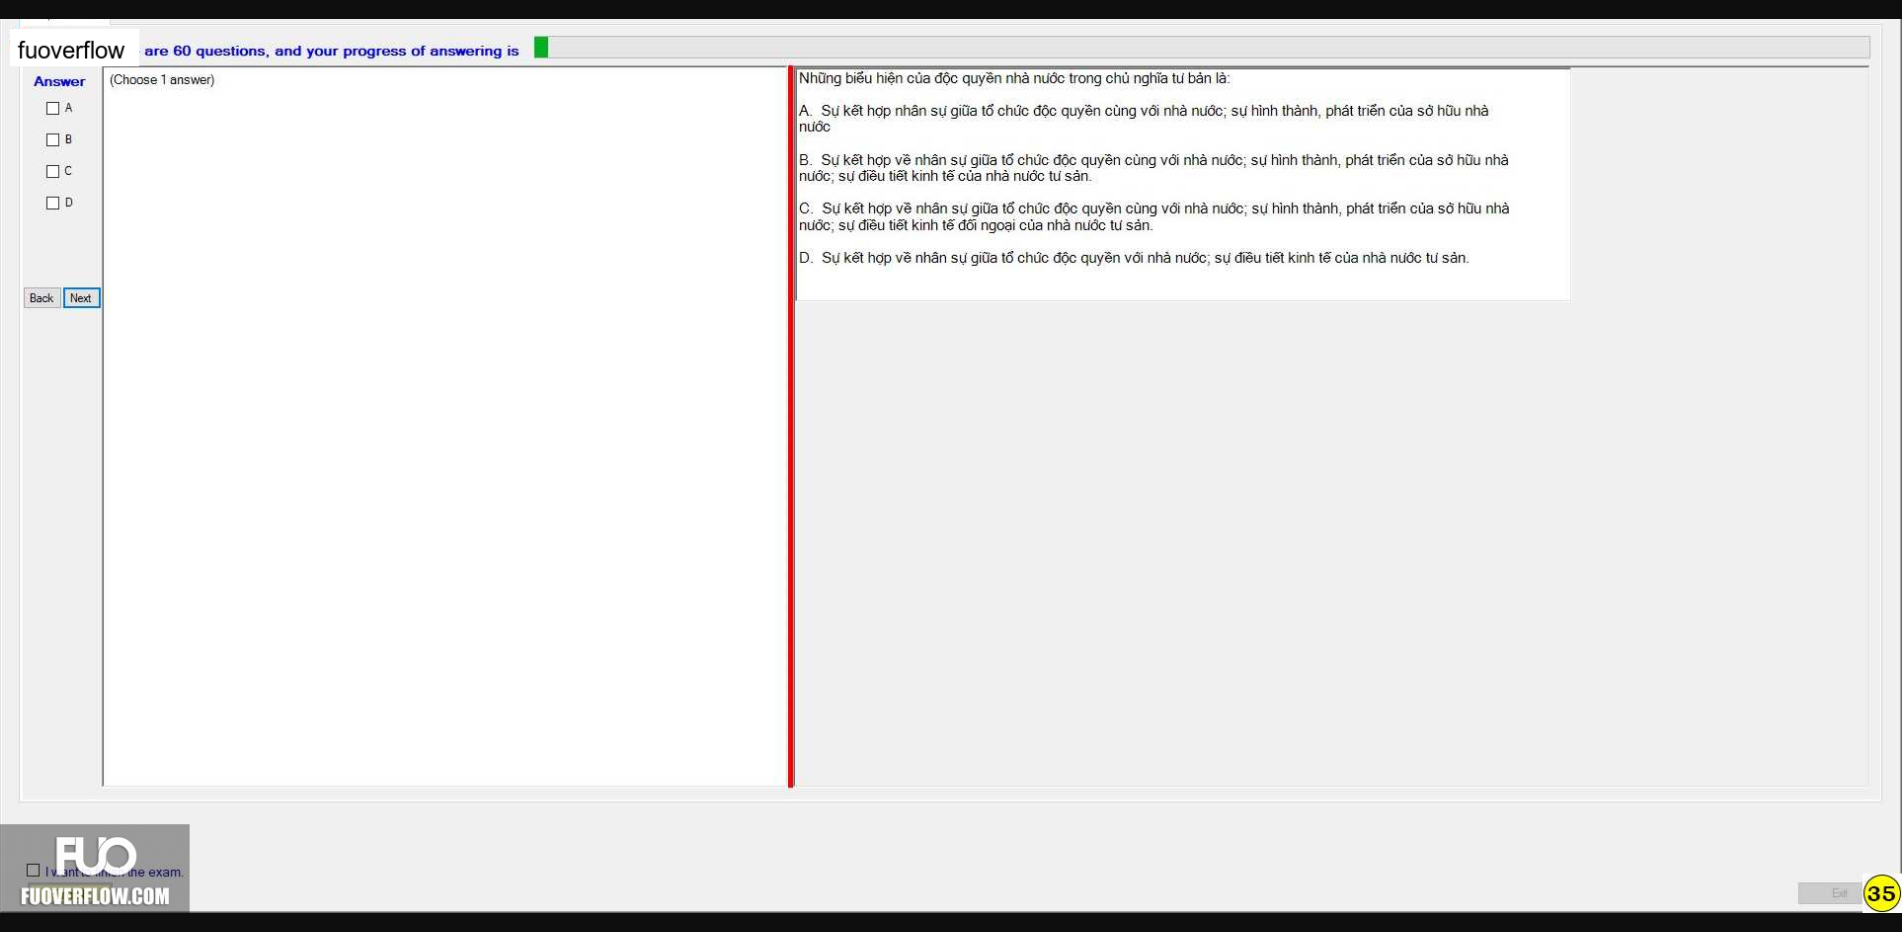 fuoverflow are 60 questions, and your progress of answering is
Answer
(Choose 1 answer)
A
B
C
D
Back Next
Những biểu hiện của độc quyền nhà nước trong chủ nghĩa tư bản là:
A. Sự kết hợp nhân sự giữa tổ chức độc quyền cùng với nhà nước; sự hình thành, phát triển của sở hữu nhà
nước
B. Sự kết hợp về nhân sự giữa tổ chức độc quyền cùng với nhà nước; sự hình thành, phát triển của sở hữu nhà
nước; sự điều tiết kinh tế của nhà nước tư sản.
C. Sự kết hợp về nhân sự giữa tổ chức độc quyền cùng với nhà nước; sự hình thành, phát triển của sở hữu nhà
nước; sự điều tiết kinh tế đối ngoại của nhà nước tư sản.
D. Sự kết hợp về nhân sự giữa tổ chức độc quyền với nhà nước; sự điều tiết kinh tế của nhà nước tư sản.
FUO
I want to finish the exam.
FUOVERFLOW.COM
Exit
35